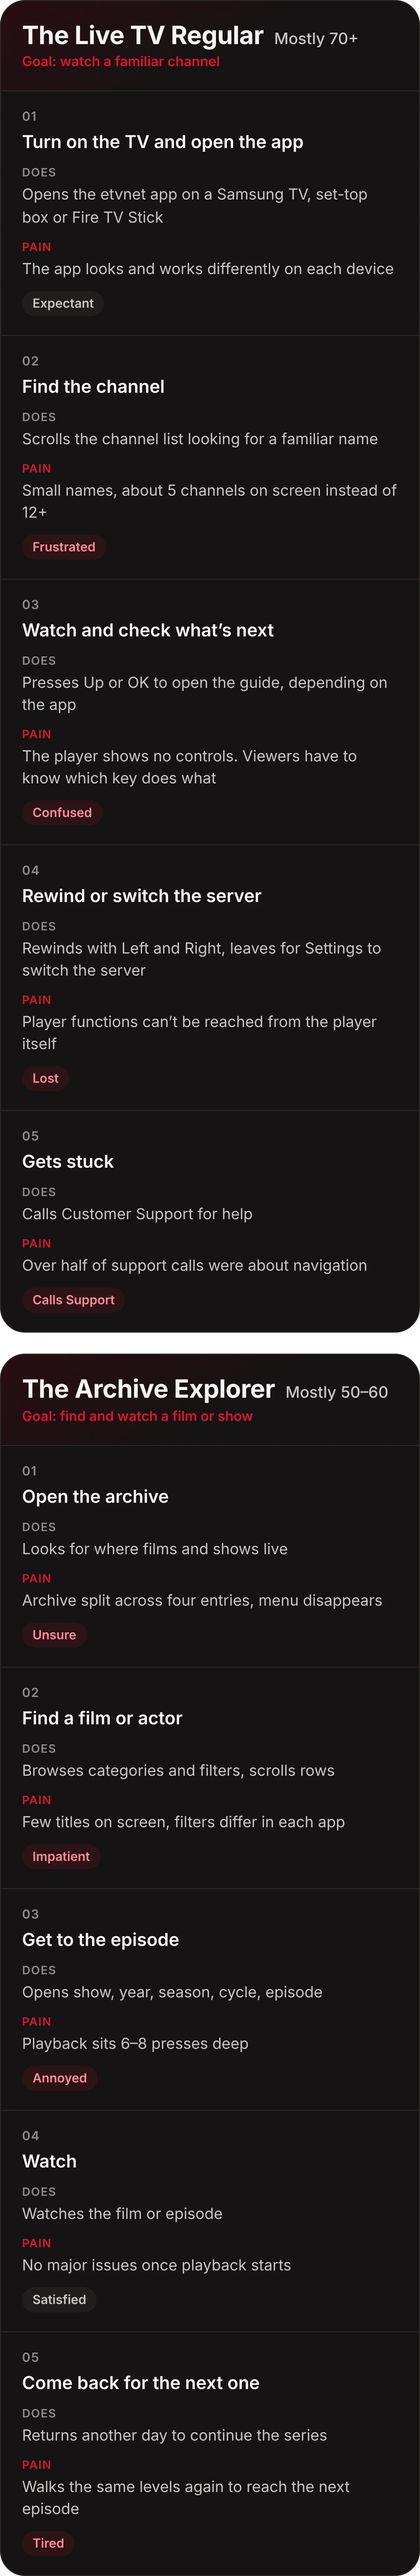 The Live TV Regular Mostly 70+
Goal: watch a familiar channel
01
Turn on the TV and open the app
DOES
Opens the etvnet app on a Samsung TV, set-top
box or Fire TV Stick
PAIN
The app looks and works differently on each device
Expectant
02
Find the channel
DOES
Scrolls the channel list looking for a familiar name
PAIN
Small names, about 5 channels on screen instead of
12+
Frustrated
03
Watch and check what’s next
DOES
Presses Up or OK to open the guide, depending on
the app
PAIN
The player shows no controls. Viewers have to
know which key does what
Confused
04
Rewind or switch the server
DOES
Rewinds with Left and Right, leaves for Settings to
switch the server
PAIN
Player functions can’t be reached from the player
itself
Lost
05
Gets stuck
DOES
Calls Customer Support for help
PAIN
Over half of support calls were about navigation
Calls Support
The Archive Explorer Mostly 50–60
Goal: find and watch a film or show
01
Open the archive
DOES
Looks for where films and shows live
PAIN
Archive split across four entries, menu disappears
Unsure
02
Find a film or actor
DOES
Browses categories and filters, scrolls rows
PAIN
Few titles on screen, filters differ in each app
Impatient
03
Get to the episode
DOES
Opens show, year, season, cycle, episode
PAIN
Playback sits 6–8 presses deep
Annoyed
04
Watch
DOES
Watches the film or episode
PAIN
No major issues once playback starts
Satisfied
05
Come back for the next one
DOES
Returns another day to continue the series
PAIN
Walks the same levels again to reach the next
episode
Tired